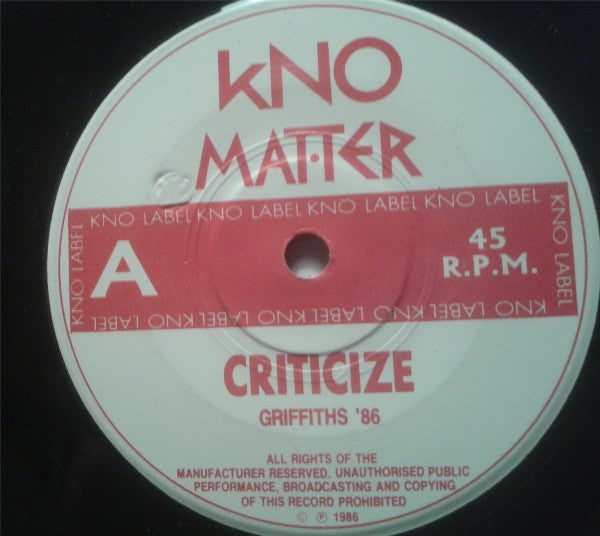 kNO
MAT·TER
KNO LABEL KNO LABEL KNO LABEL KNO LABEL
KNO LABEL
A
45
R.P.M.
KNO LABEL
KNO LABEL KNO LABEL KNO LABEL KNO LABEL
CRITICIZE
GRIFFITHS '86
ALL RIGHTS OF THE
MANUFACTURER RESERVED, UNAUTHORISED PUBLIC
PERFORMANCE, BROADCASTING AND COPYING
OF THIS RECORD PROHIBITED
© ℗ 1986